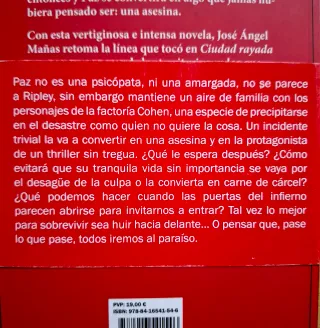 entonces y Paz se convertirá en algo que jamás hu-
biera pensado ser: una asesina.
Con esta vertiginosa e intensa novela, José Ángel
Mañas retoma la línea que tocó en Ciudad rayada
Paz no es una psicópata, ni una amargada, no se parece
a Ripley, sin embargo mantiene un aire de familia con los
personajes de la factoría Cohen, una especie de precipitarse
en el desastre como quien no quiere la cosa. Un incidente
trivial la va a convertir en una asesina y en la protagonista
de un thriller sin tregua. ¿Qué le espera después? ¿Cómo
evitará que su tranquila vida sin importancia se vaya por
el desagüe de la culpa o la convierta en carne de cárcel?
¿Qué podemos hacer cuando las puertas del infierno
parecen abrirse para invitarnos a entrar? Tal vez lo mejor
para sobrevivir sea huir hacia delante... O pensar que, pase
lo que pase, todos iremos al paraíso.
PVP: 19,00 €
ISBN: 978-84-16541-64-6